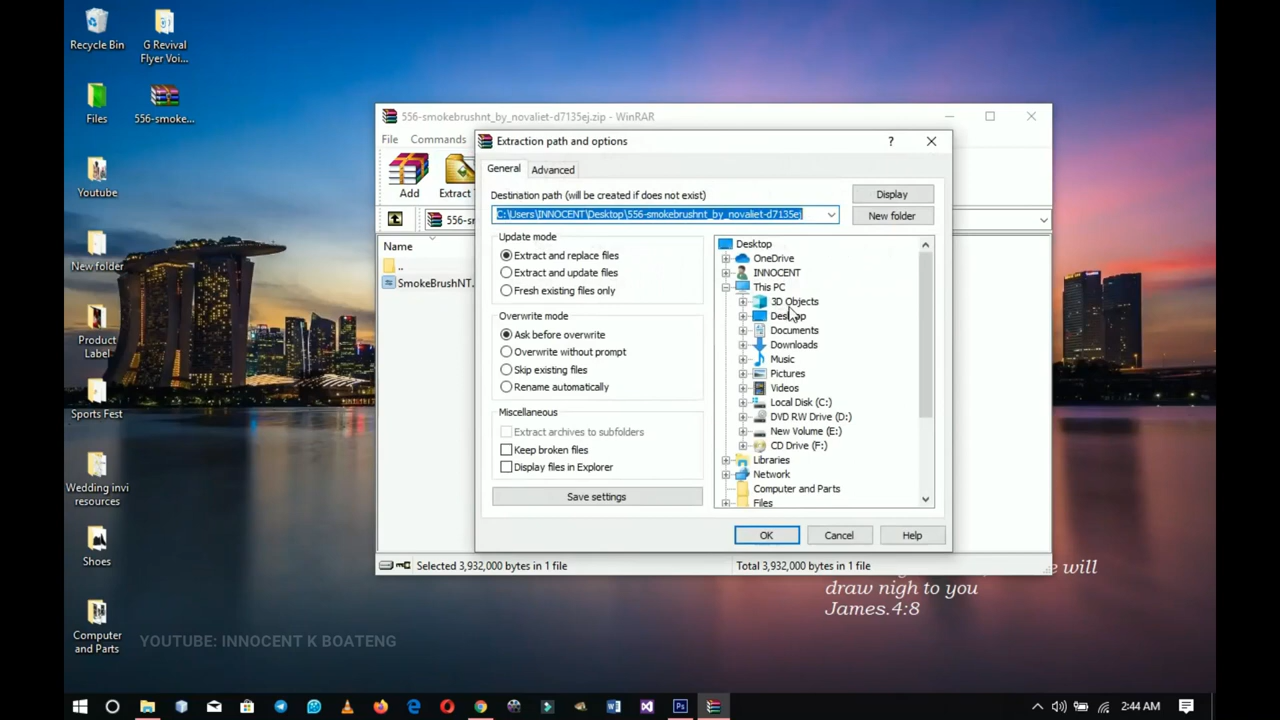 Recycle Bin
G Revival
Flyer Voi...
Files
556-smoke...
Youtube
New folder
Product
Label
Sports Fest
Wedding invi
resources
Shoes
Computer
and Parts
556-smokebrushnt_by_novaliet-d7135ej.zip - WinRAR
File
Commands
Add
Extract
556-s
Name
..
SmokeBrushNT.
Extraction path and options
?
General
Advanced
Destination path (will be created if does not exist)
Display
C:\Users\INNOCENT\Desktop\556-smokebrushnt_by_novaliet-d7135ej
New folder
Update mode
Extract and replace files
Extract and update files
Fresh existing files only
Overwrite mode
Ask before overwrite
Overwrite without prompt
Skip existing files
Rename automatically
Miscellaneous
Extract archives to subfolders
Keep broken files
Display files in Explorer
Save settings
Desktop
OneDrive
INNOCENT
This PC
3D Objects
Desktop
Documents
Downloads
Music
Pictures
Videos
Local Disk (C:)
DVD RW Drive (D:)
New Volume (E:)
CD Drive (F:)
Libraries
Network
Computer and Parts
Files
OK
Cancel
Help
Selected 3,932,000 bytes in 1 file
Total 3,932,000 bytes in 1 file
e will
draw nigh to you
James.4:8
YOUTUBE: INNOCENT K BOATENG
2:44 AM